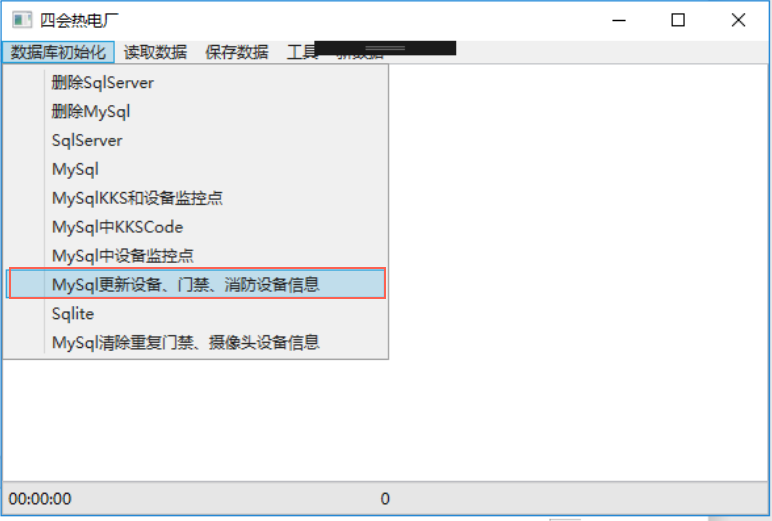 四会热电厂
数据库初始化 读取数据 保存数据 工具
删除SqlServer
删除MySql
SqlServer
MySql
MySqlKKS和设备监控点
MySql中KKSCode
MySql中设备监控点
MySql更新设备、门禁、消防设备信息
Sqlite
MySql清除重复门禁、摄像头设备信息
00:00:00 0